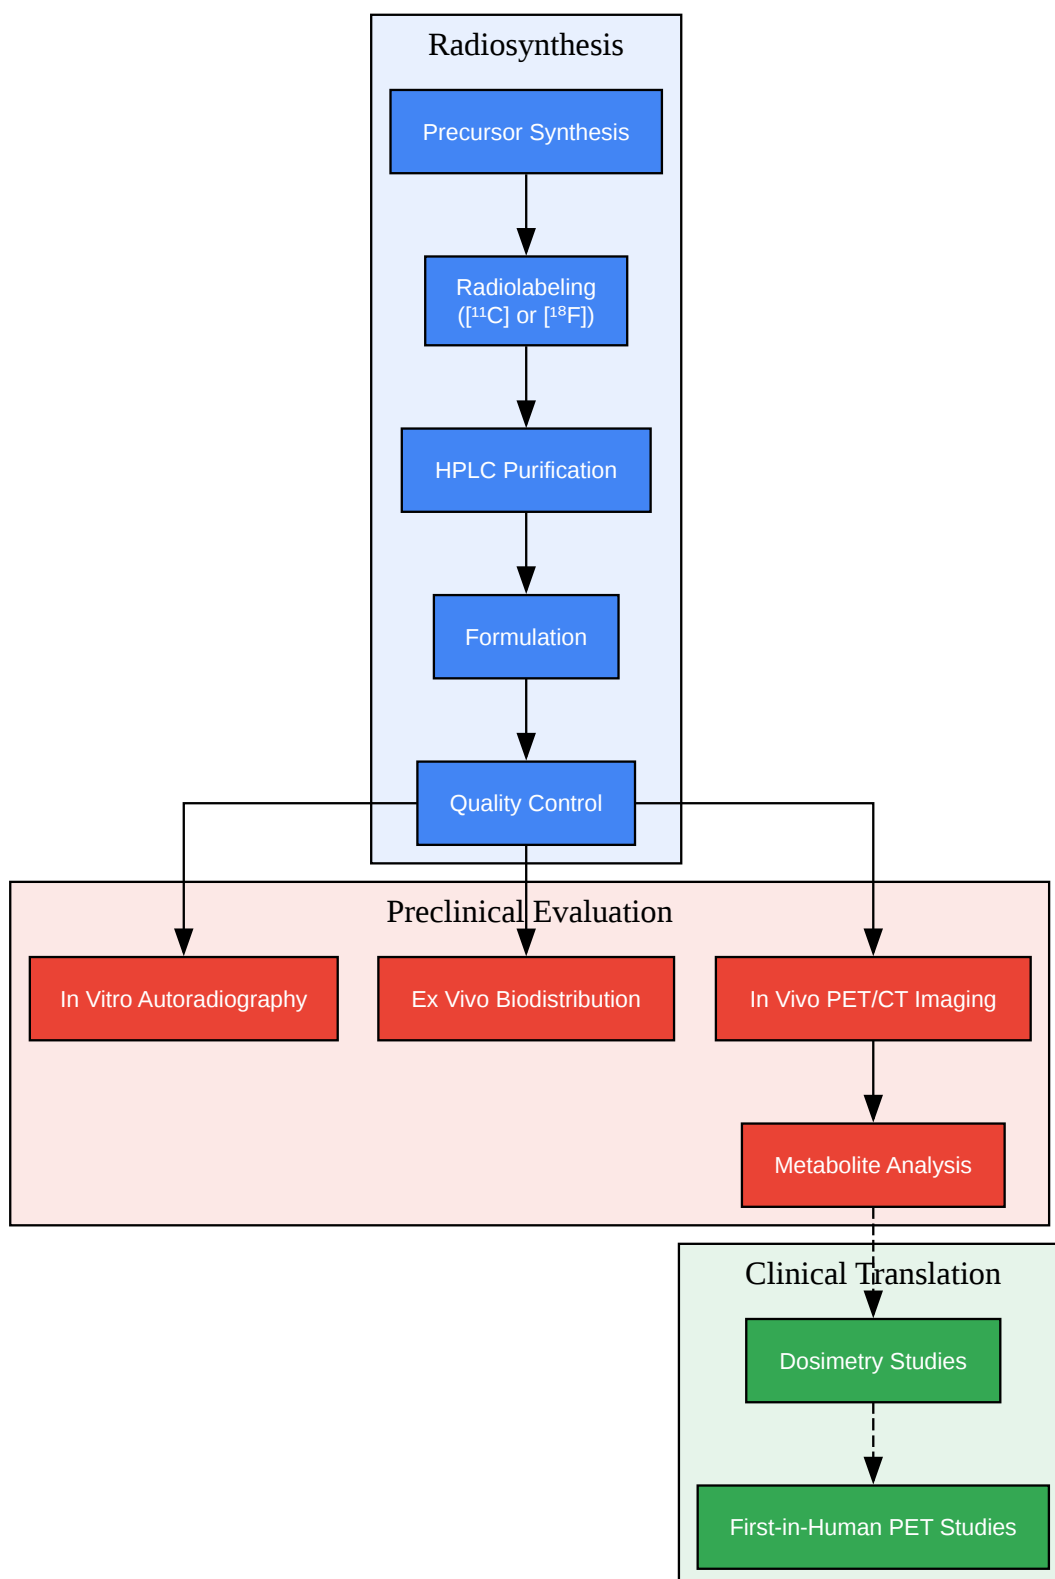 Radiosynthesis
Precursor Synthesis
Radiolabeling
([¹¹C] or [¹⁸F])
HPLC Purification
Formulation
Quality Control
Preclinical Evaluation
In Vitro Autoradiography
Ex Vivo Biodistribution
In Vivo PET/CT Imaging
Metabolite Analysis
Clinical Translation
Dosimetry Studies
First-in-Human PET Studies